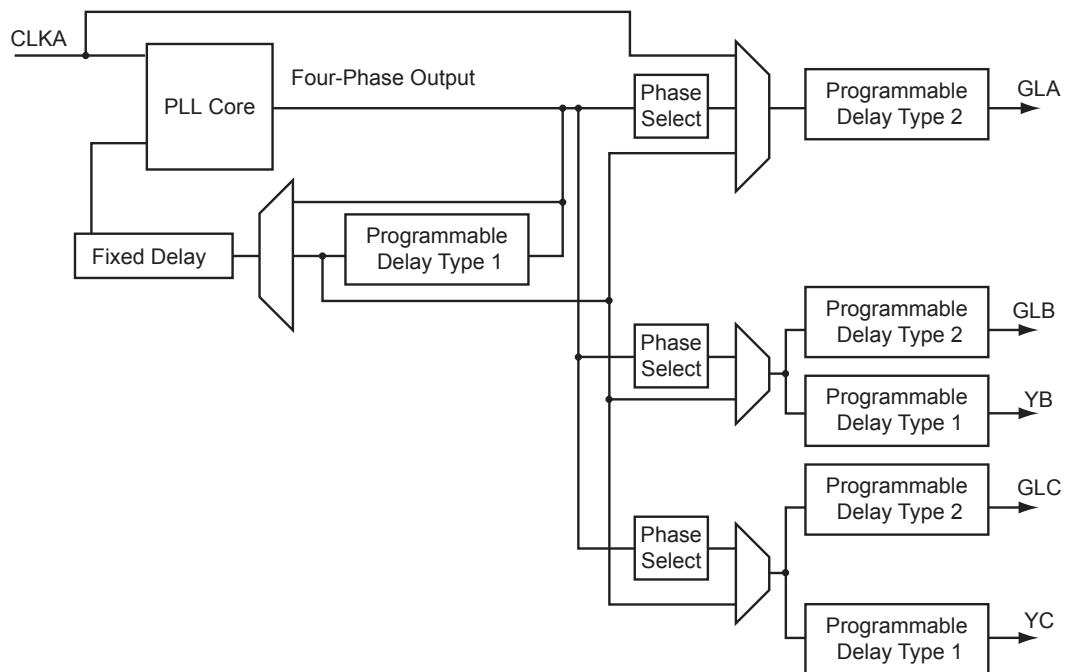 CLKA
PLL Core
Four-Phase Output
Phase
Select
Programmable
Delay Type 2
GLA
Fixed Delay
Programmable
Delay Type 1
Phase
Select
Programmable
Delay Type 2
GLB
Programmable
Delay Type 1
YB
Phase
Select
Programmable
Delay Type 2
GLC
Programmable
Delay Type 1
YC